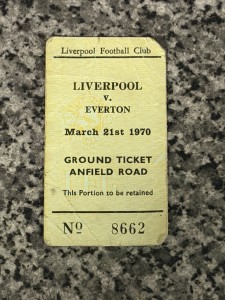 Liverpool Football Club
LIVERPOOL
v.
EVERTON
March 21st 1970
GROUND TICKET
ANFIELD ROAD
This Portion to be retained
Nº 8662